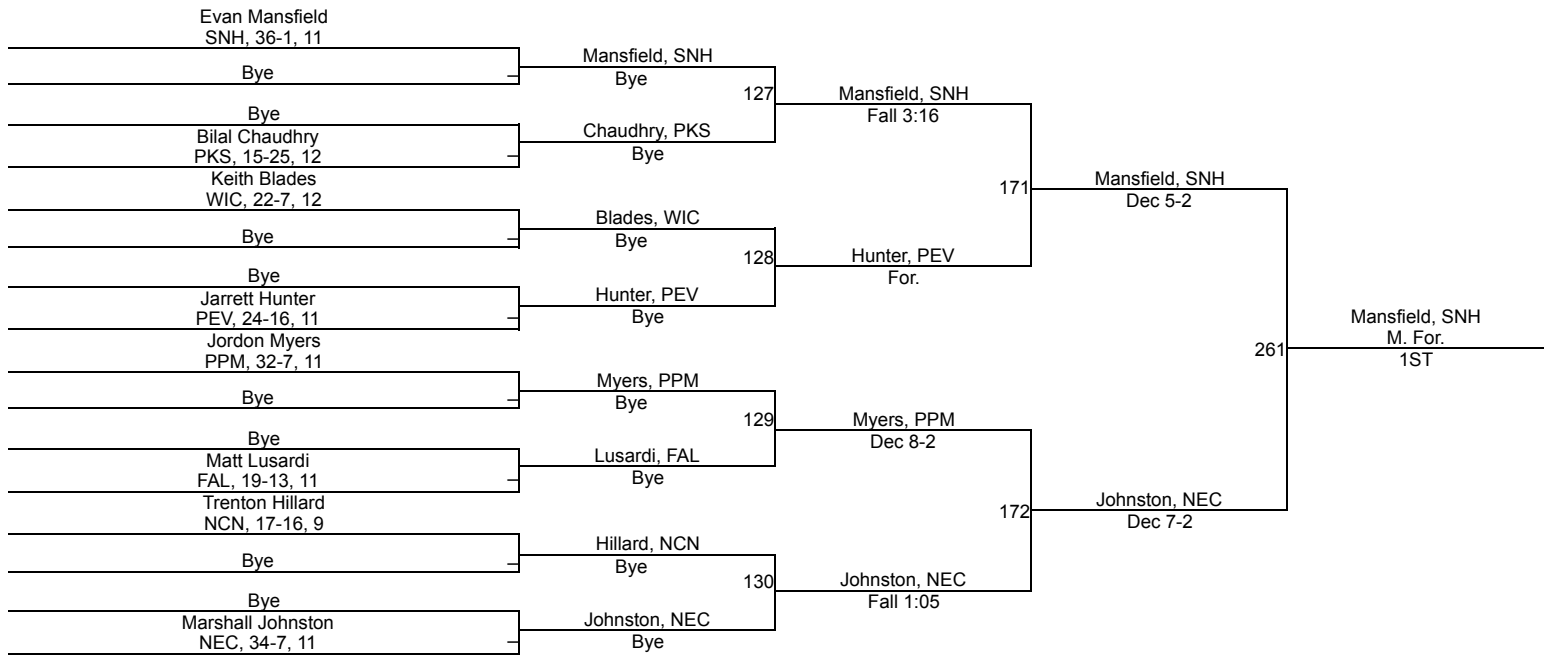 Evan Mansfield
SNH, 36-1, 11
Bye
Bye
Bilal Chaudhry
PKS, 15-25, 12
Keith Blades
WIC, 22-7, 12
Bye
Bye
Jarrett Hunter
PEV, 24-16, 11
Jordon Myers
PPM, 32-7, 11
Bye
Bye
Matt Lusardi
FAL, 19-13, 11
Trenton Hillard
NCN, 17-16, 9
Bye
Bye
Marshall Johnston
NEC, 34-7, 11
Mansfield, SNH
Bye
127
Chaudhry, PKS
Bye
Blades, WIC
Bye
128
Hunter, PEV
Bye
Myers, PPM
Bye
129
Lusardi, FAL
Bye
Hillard, NCN
Bye
130
Johnston, NEC
Bye
Mansfield, SNH
Fall 3:16
171
Hunter, PEV
For.
Myers, PPM
Dec 8-2
172
Johnston, NEC
Fall 1:05
Mansfield, SNH
Dec 5-2
261
Johnston, NEC
Dec 7-2
Mansfield, SNH
M. For.
1ST